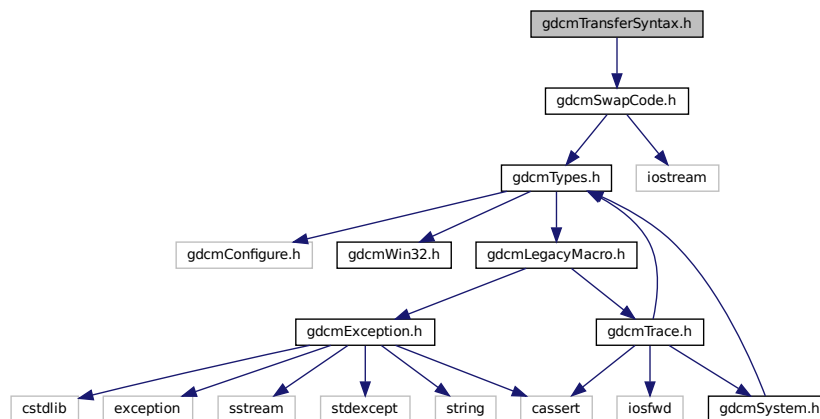 gdcmTransferSyntax.h
gdcmSwapCode.h
gdcmTypes.h
iostream
gdcmConfigure.h
gdcmWin32.h
gdcmLegacyMacro.h
gdcmException.h
gdcmTrace.h
cstdlib
exception
sstream
stdexcept
string
cassert
iosfwd
gdcmSystem.h